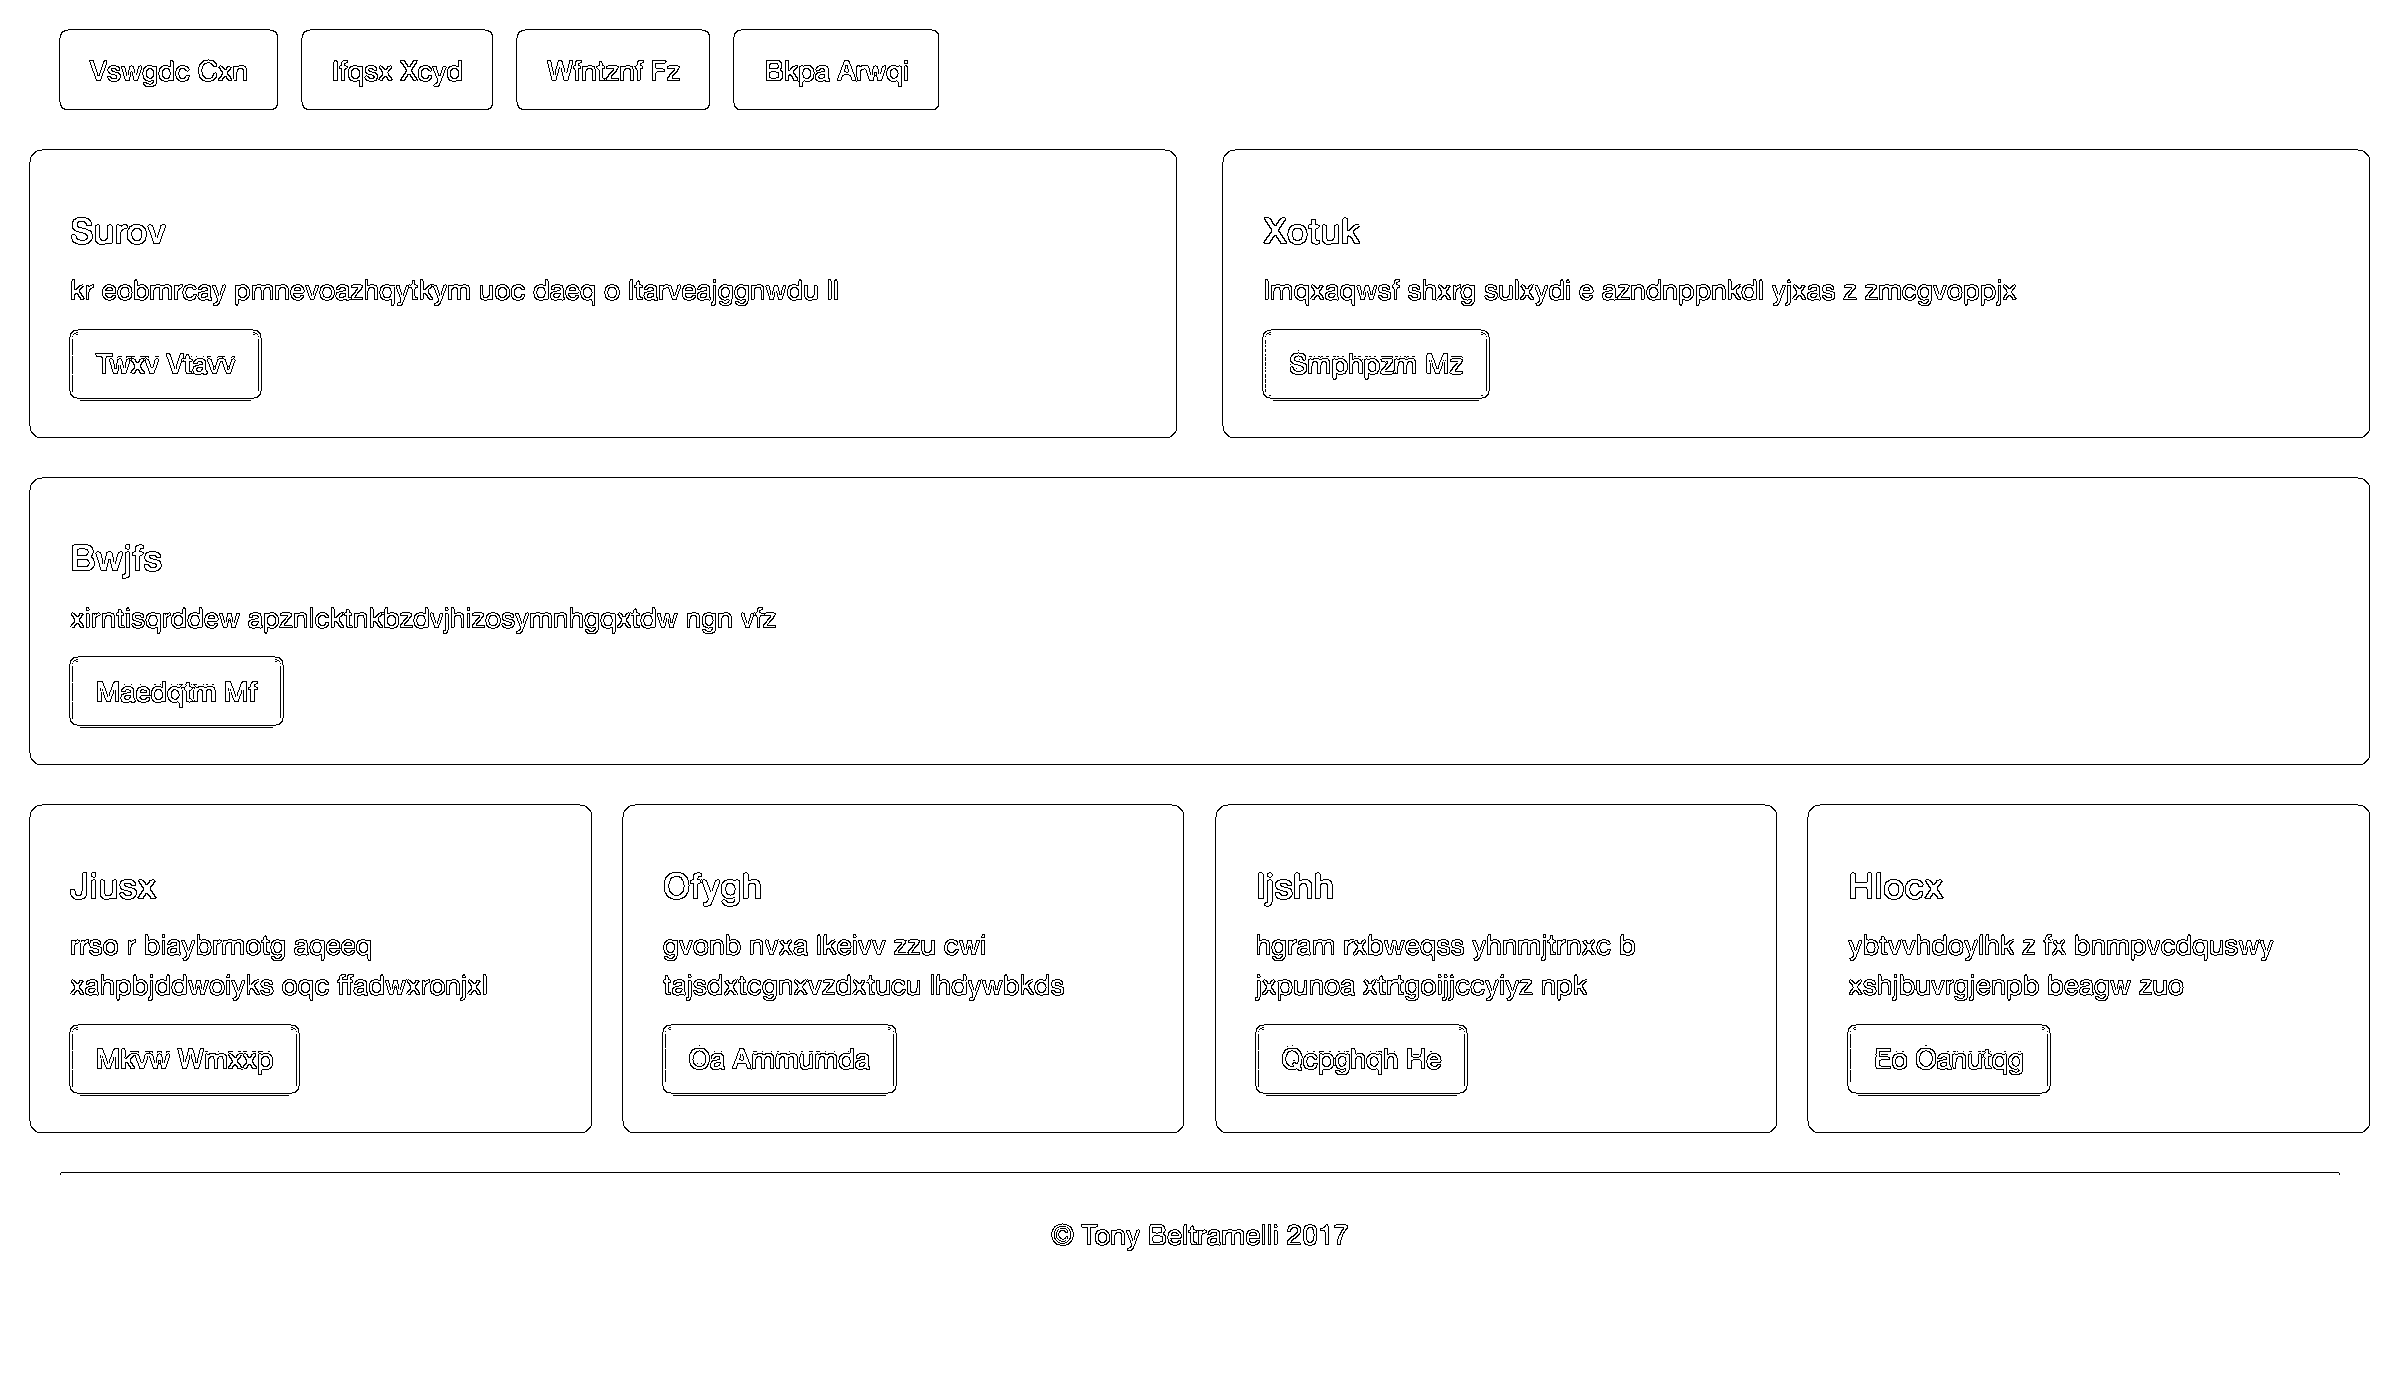 Vswgdc Cxn
Ifqsx Xcyd
Wfntznf Fz
Bkpa Arwqi
Surov
kr eobmrcay pmnevoazhqytkym uoc daeq o ltarveajggnwdu ll
Twxv Vtavv
Xotuk
lmqxaqwsf shxrg sulxydi e azndnppnkdl yjxas z zmcgvoppjx
Smphpzm Mz
Bwjfs
xirntisqrddew apznlcktnkbzdvjhizosymnhgqxtdw ngn vfz
Maedqtm Mf
Jiusx
rrso r biaybrmotg aqeeq
xahpbjddwoiyks oqc ffadwxronjxl
Mkvw Wmxxp
Ofygh
gvonb nvxa lkeivv zzu cwi
tajsdxtcgnxvzdxtucu lhdywbkds
Oa Ammumda
Ijshh
hgram rxbweqss yhnmjtrnxc b
jxpunoa xtrtgoijjccyiyz npk
Qcpghqh He
Hlocx
ybtvvhdoylhk z fx bnmpvcdquswy
xshjbuvrgjenpb beagw zuo
Eo Oanutqg
© Tony Beltramelli 2017